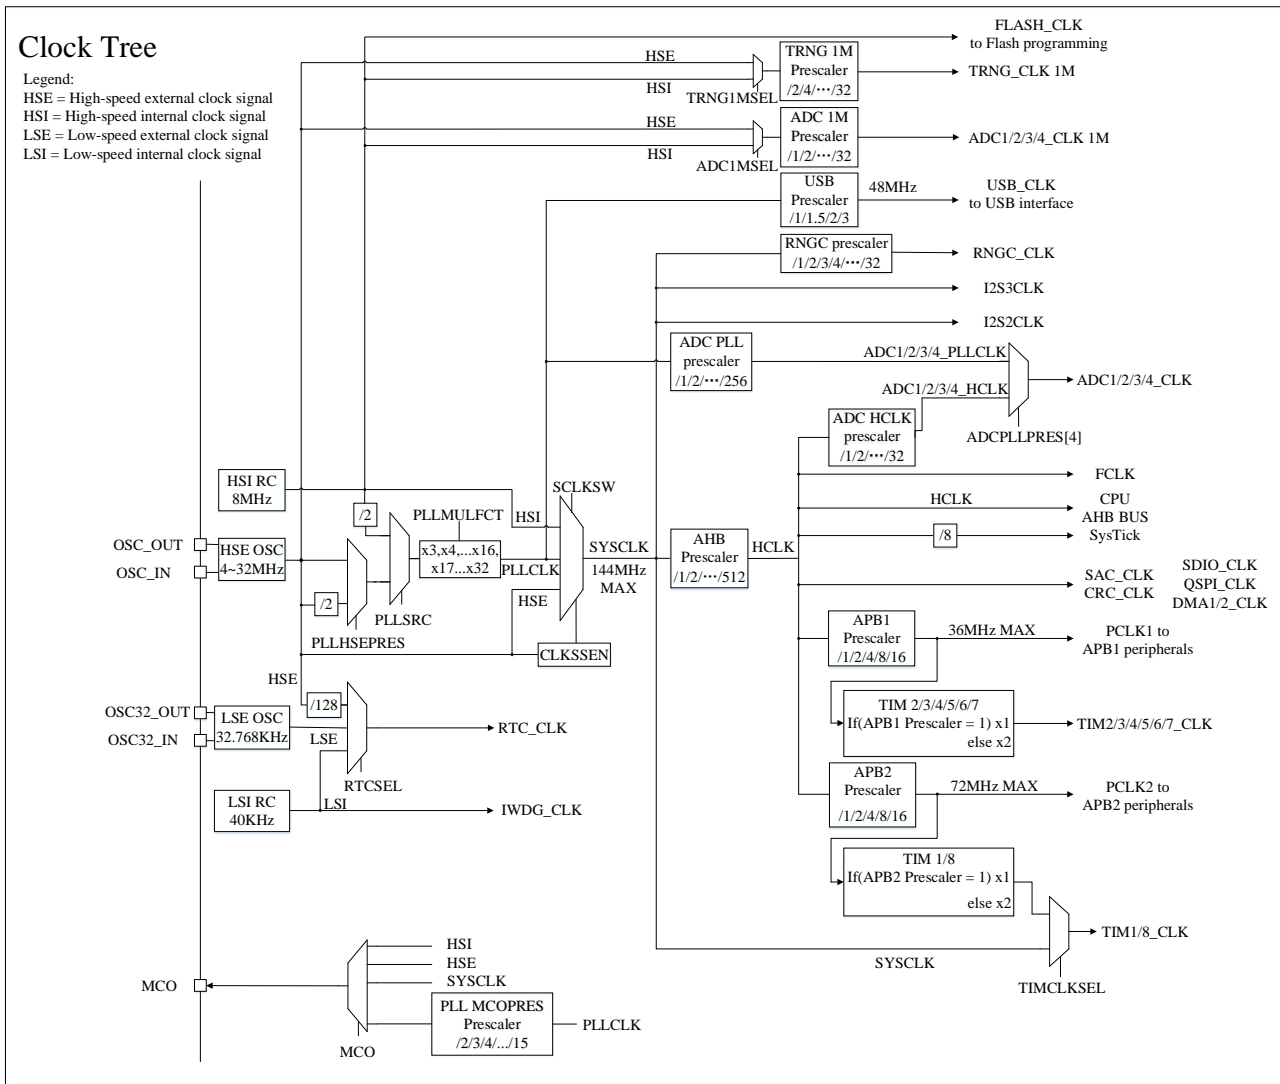 Clock Tree
Legend:
HSE = High-speed external clock signal
HSI = High-speed internal clock signal
LSE = Low-speed external clock signal
LSI = Low-speed internal clock signal
FLASH_CLK
to Flash programming
HSE
HSI
TRNG1MSEL
TRNG 1M
Prescaler
/2/4/···/32
TRNG_CLK 1M
HSE
HSI
ADC1MSEL
ADC 1M
Prescaler
/1/2/···/32
ADC1/2/3/4_CLK 1M
USB
Prescaler
/1/1.5/2/3
48MHz
USB_CLK
to USB interface
RNGC prescaler
/1/2/3/4/···/32
RNGC_CLK
I2S3CLK
I2S2CLK
ADC PLL
prescaler
/1/2/···/256
ADC1/2/3/4_PLLCLK
ADC1/2/3/4_HCLK
ADC1/2/3/4_CLK
ADCPLLPRES[4]
ADC HCLK
prescaler
/1/2/···/32
HSI RC
8MHz
/2
PLLMULFCT
HSI
SCLKSW
FCLK
HCLK
CPU
AHB BUS
OSC_OUT
OSC_IN
HSE OSC
4~32MHz
/2
PLLHSEPRES
PLLSRC
x3,x4,...x16,
x17...x32
PLLCLK
HSE
SYSCLK
144MHz
MAX
AHB
Prescaler
/1/2/···/512
HCLK
/8
SysTick
SAC_CLK
CRC_CLK
SDIO_CLK
QSPI_CLK
DMA1/2_CLK
CLKSSEN
APB1
Prescaler
/1/2/4/8/16
36MHz MAX
PCLK1 to
APB1 peripherals
HSE
/128
OSC32_OUT
OSC32_IN
LSE OSC
32.768KHz
LSE
RTC_CLK
RTCSEL
TIM 2/3/4/5/6/7
If(APB1 Prescaler = 1) x1
else x2
TIM2/3/4/5/6/7_CLK
LSI RC
40KHz
LSI
IWDG_CLK
APB2
Prescaler
/1/2/4/8/16
72MHz MAX
PCLK2 to
APB2 peripherals
TIM 1/8
If(APB2 Prescaler = 1) x1
else x2
TIM1/8_CLK
SYSCLK
TIMCLKSEL
MCO
HSI
HSE
SYSCLK
PLL MCOPRES
Prescaler
/2/3/4/.../15
PLLCLK
MCO